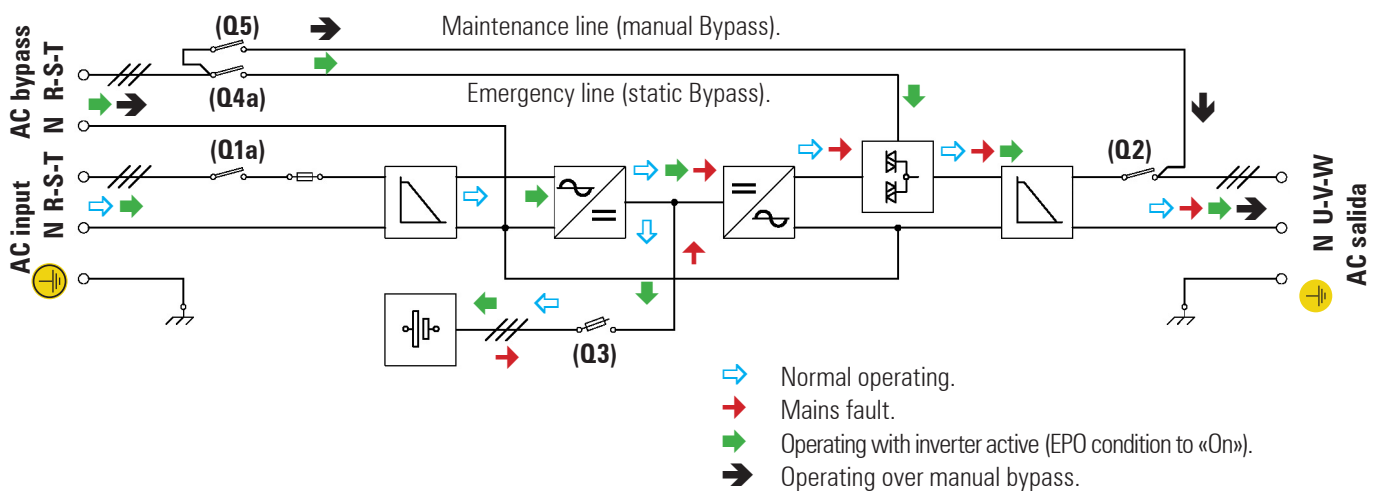 (Q5)
Maintenance line (manual Bypass).
AC bypass
N R-S-T
(Q4a)
Emergency line (static Bypass).
(Q1a)
(Q2)
AC input
N R-S-T
N U-V-W
AC salida
(Q3)
Normal operating.
Mains fault.
Operating with inverter active (EPO condition to «On»).
Operating over manual bypass.